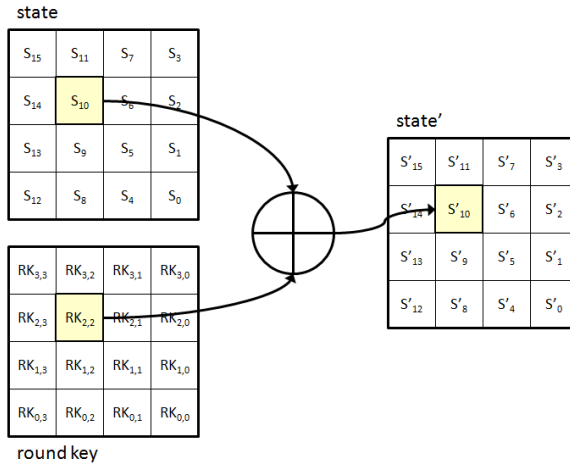 state
S15 S11 S7 S3
S14 S10 S6 S2
S13 S9 S5 S1
S12 S8 S4 S0
state’
S’15 S’11 S’7 S’3
S’14 S’10 S’6 S’2
S’13 S’9 S’5 S’1
S’12 S’8 S’4 S’0
RK3,3 RK3,2 RK3,1 RK3,0
RK2,3 RK2,2 RK2,1 RK2,0
RK1,3 RK1,2 RK1,1 RK1,0
RK0,3 RK0,2 RK0,1 RK0,0
round key